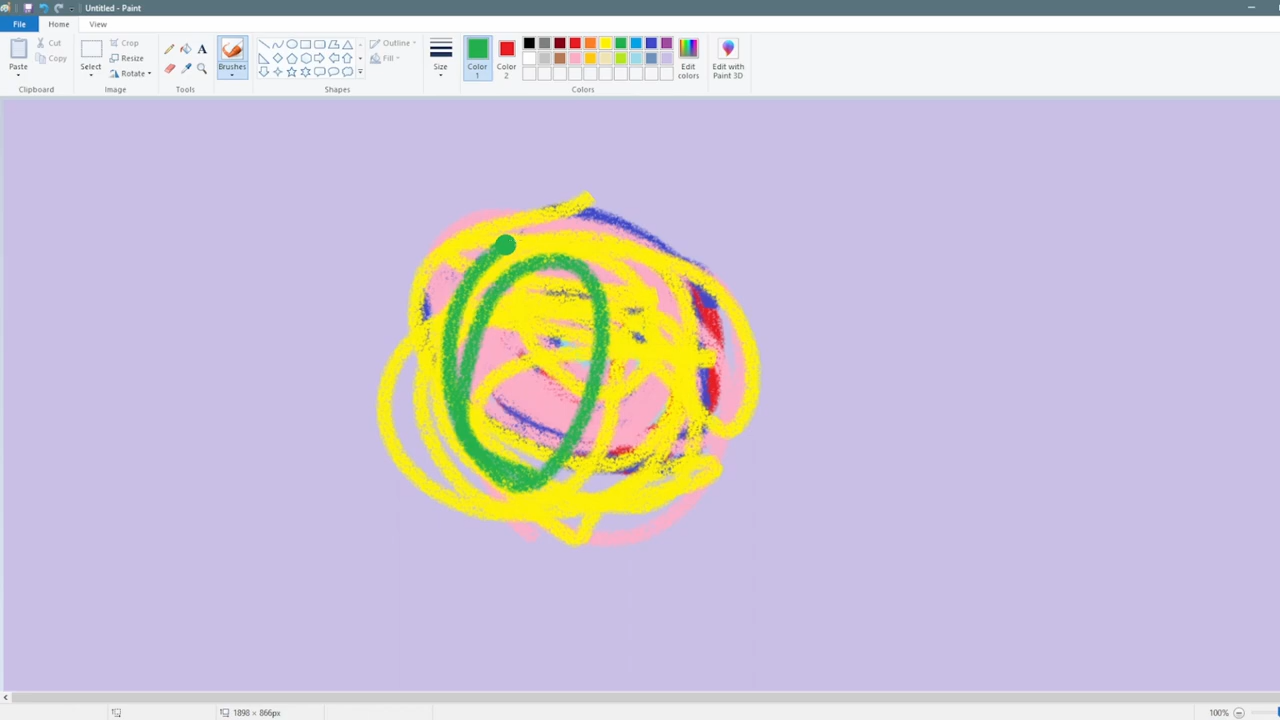 Untitled - Paint
File Home View
Paste Cut Copy
Select Crop Resize Rotate
A
Brushes
Outline Fill
Size
Color 1 Color 2
Edit colors
Edit with Paint 3D
Clipboard Image Tools Shapes Colors
1898 × 866px 100%